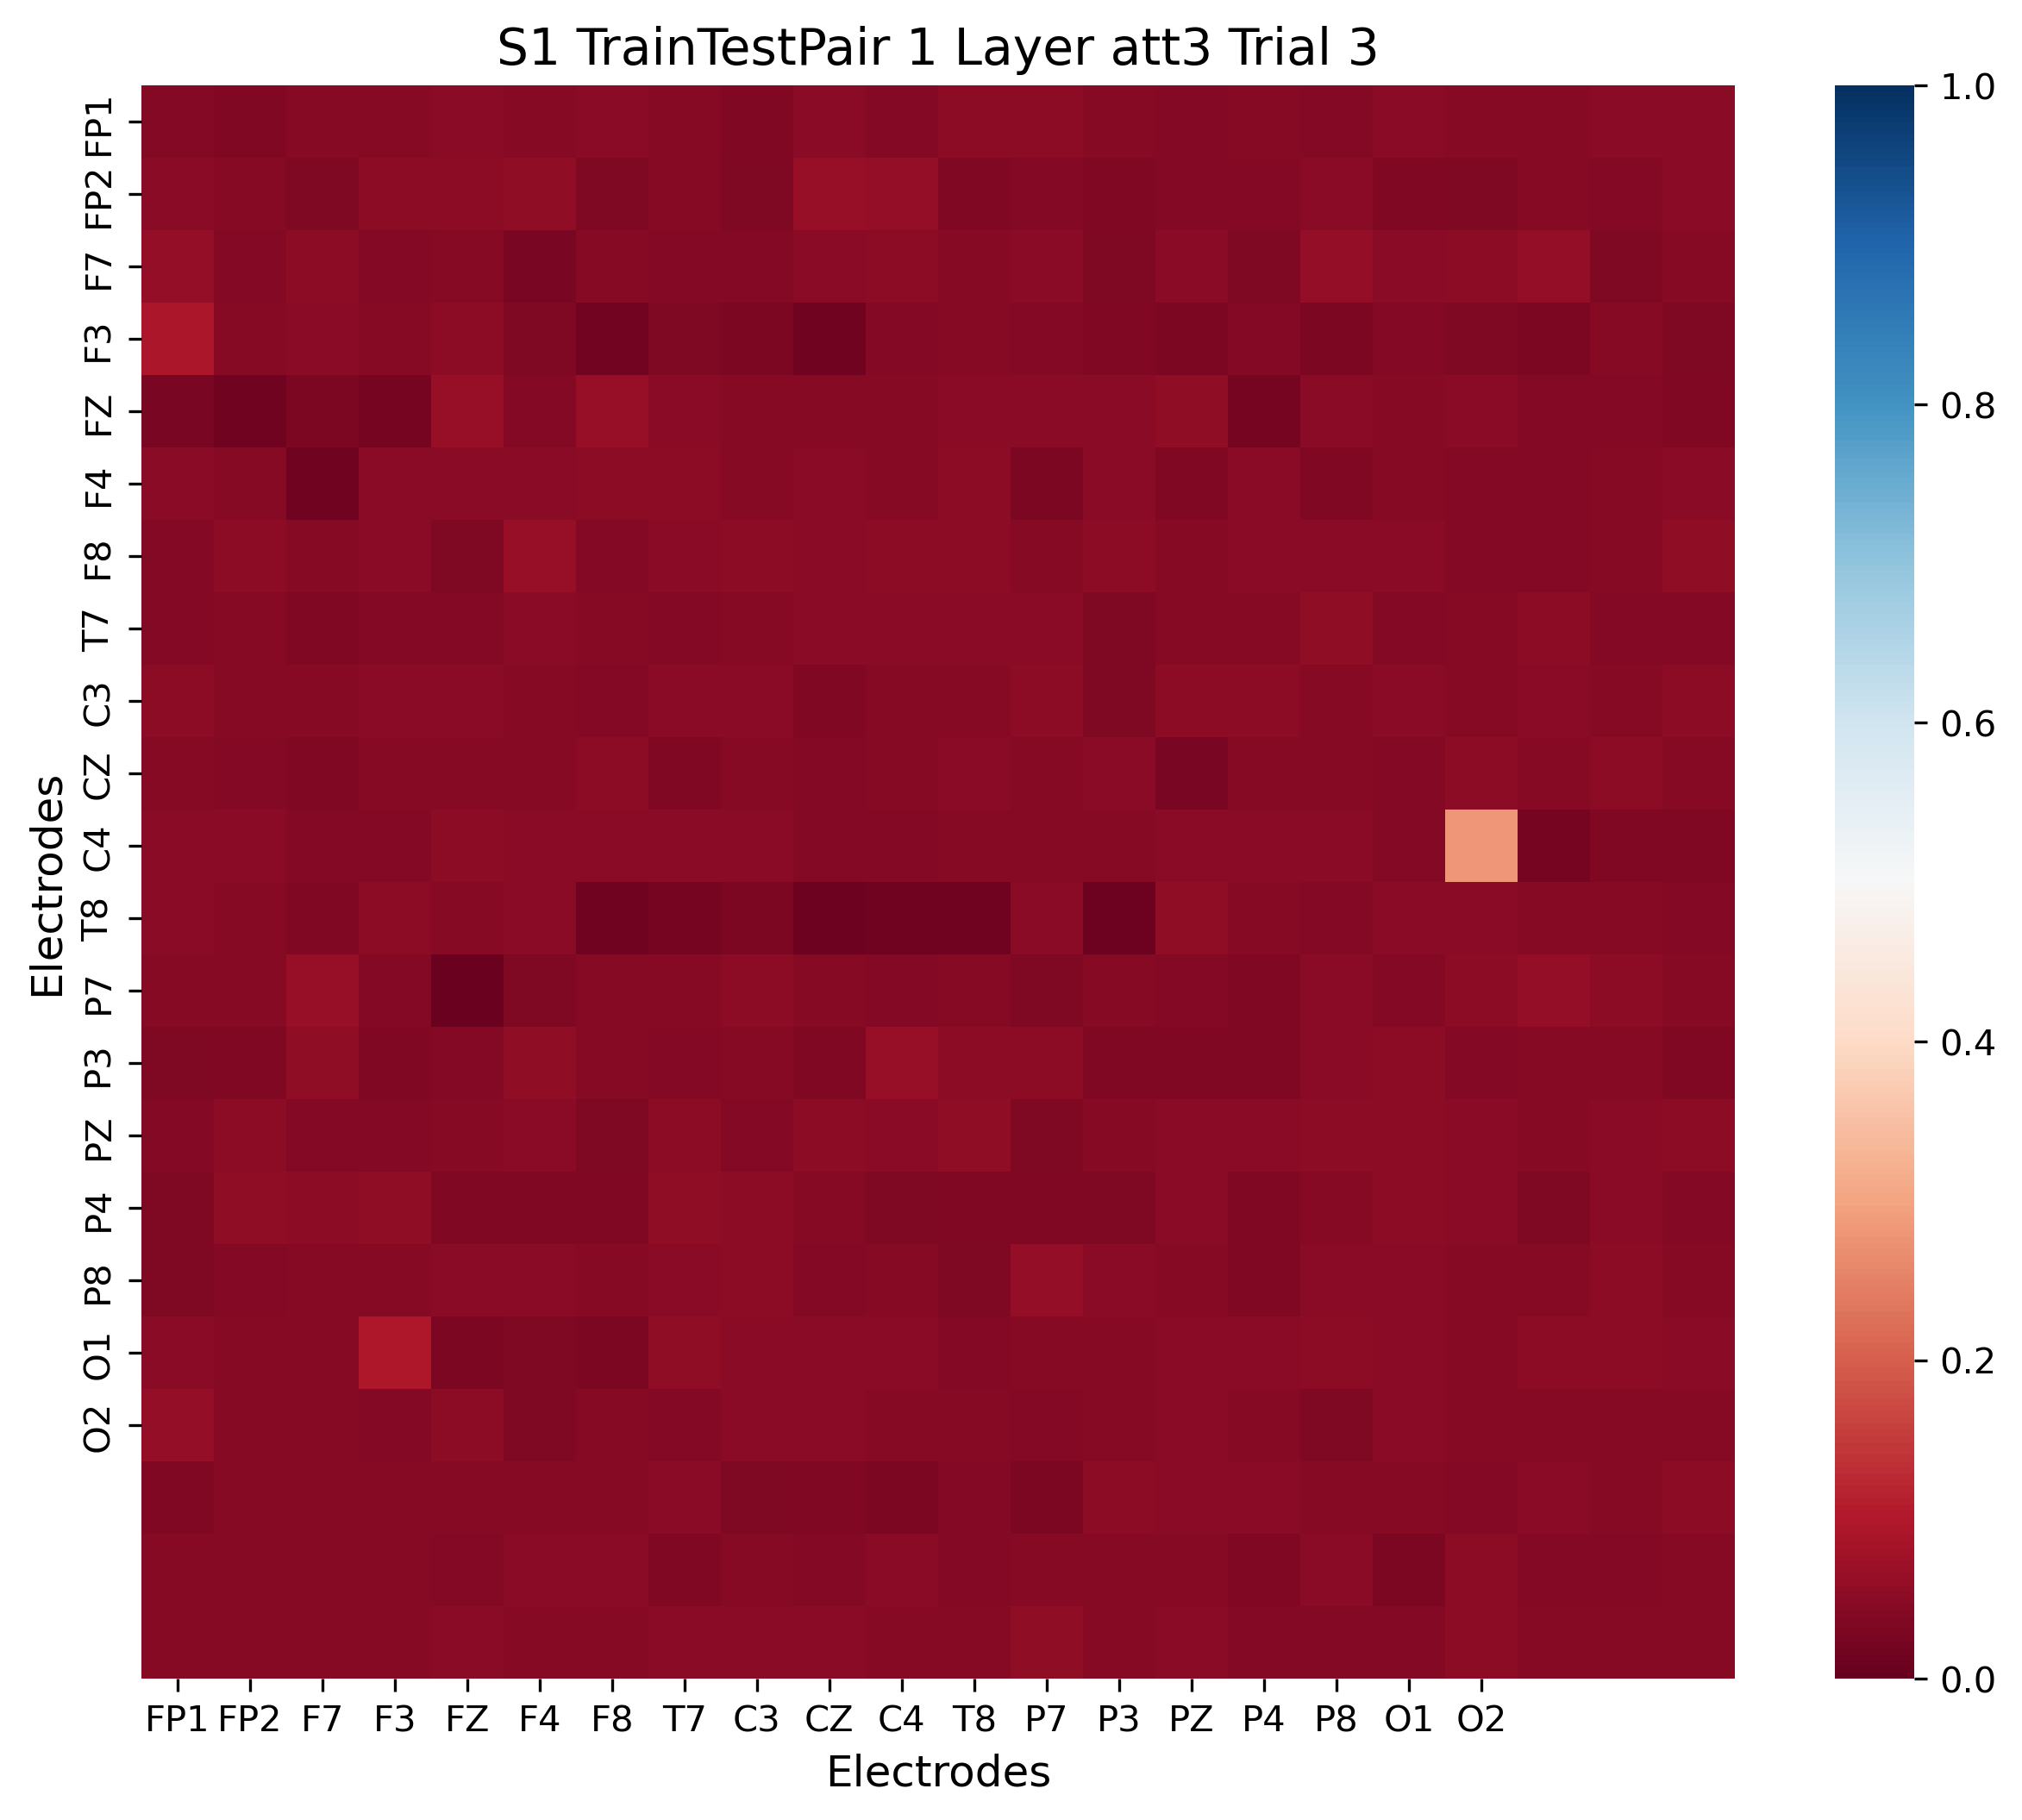 S1 TrainTestPair 1 Layer att3 Trial 3
Electrodes
FP1
FP2
F7
F3
FZ
F4
F8
T7
C3
CZ
C4
T8
P7
P3
PZ
P4
P8
O1
O2
FP1 FP2 F7 F3 FZ F4 F8 T7 C3 CZ C4 T8 P7 P3 PZ P4 P8 O1 O2
Electrodes
1.0
0.8
0.6
0.4
0.2
0.0